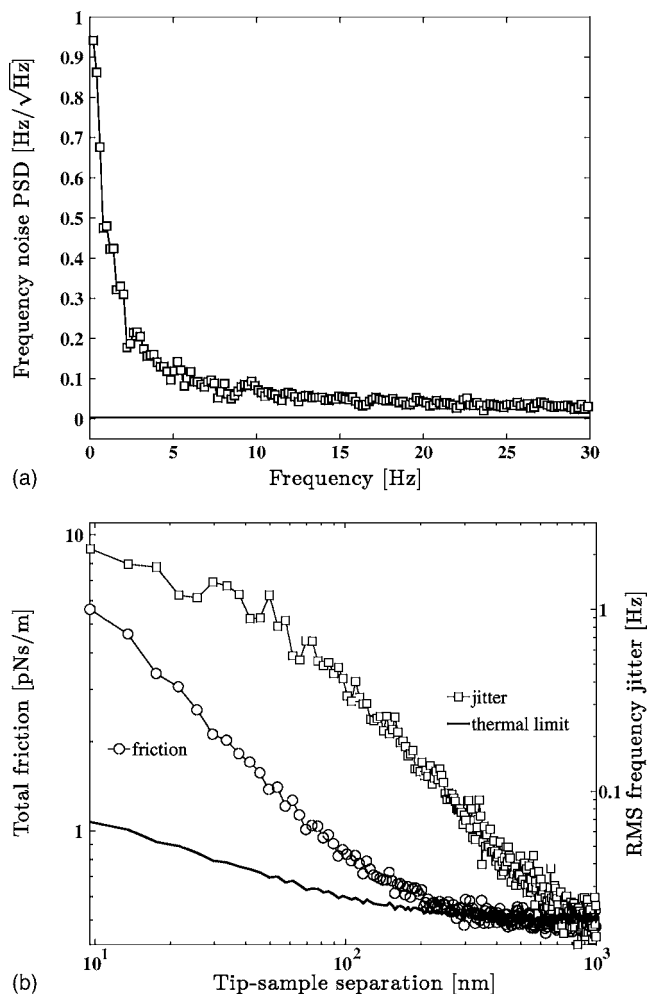 1
0.9
0.8
0.7
0.6
0.5
0.4
0.3
0.2
0.1
0
Frequency noise PSD [Hz/√Hz]
0 5 10 15 20 25 30
(a) Frequency [Hz]
10
1
Total friction [pNs/m]
1
0.1
RMS frequency jitter [Hz]
jitter
thermal limit
friction
10¹ 10² 10³
(b) Tip-sample separation [nm]